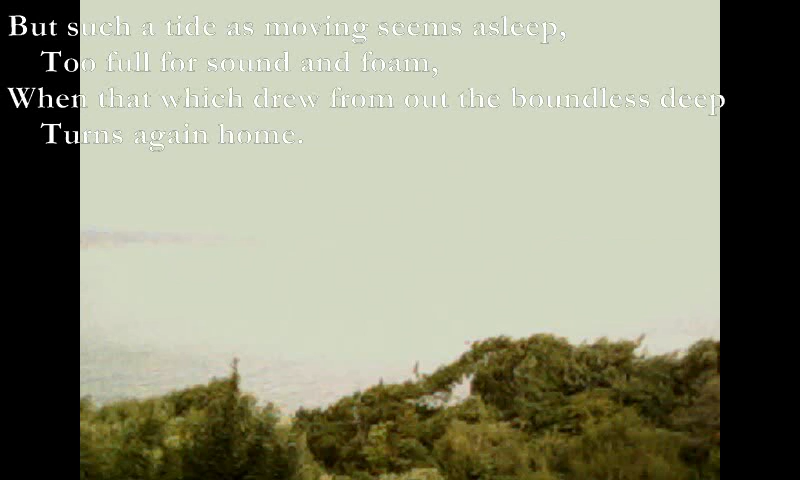 But such a tide as moving seems asleep,
Too full for sound and foam,
When that which drew from out the boundless deep
Turns again home.